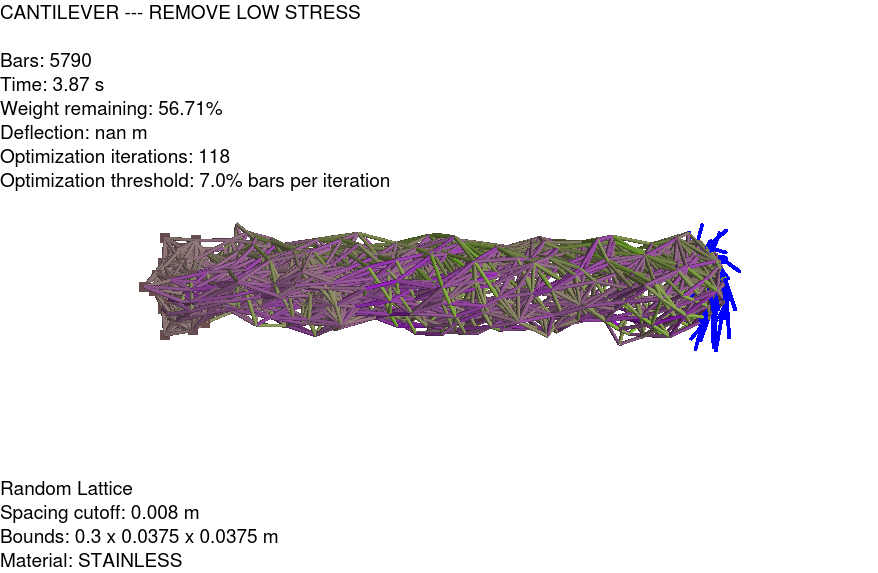 CANTILEVER --- REMOVE LOW STRESS
Bars: 5790
Time: 3.87 s
Weight remaining: 56.71%
Deflection: nan m
Optimization iterations: 118
Optimization threshold: 7.0% bars per iteration
Random Lattice
Spacing cutoff: 0.008 m
Bounds: 0.3 x 0.0375 x 0.0375 m
Material: STAINLESS